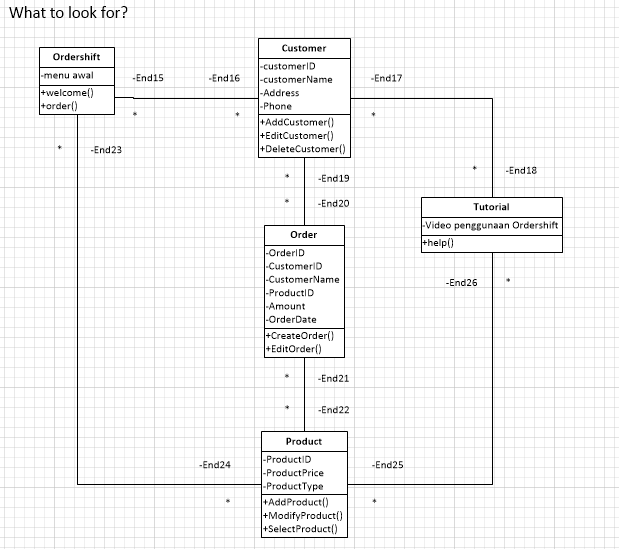 What to look for?
Ordershift
-menu awal
+welcome()
+order()
-End15
-End16
*
*
Customer
-customerID
-customerName
-Address
-Phone
+AddCustomer()
+EditCustomer()
+DeleteCustomer()
-End17
*
*
-End23
*
-End19
*
-End20
*
-End18
Tutorial
-Video penggunaan Ordershift
+help()
Order
-OrderID
-CustomerID
-CustomerName
-ProductID
-Amount
-OrderDate
+CreateOrder()
+EditOrder()
-End26
*
*
-End21
*
-End22
Product
-ProductID
-ProductPrice
-ProductType
+AddProduct()
+ModifyProduct()
+SelectProduct()
-End24
*
-End25
*